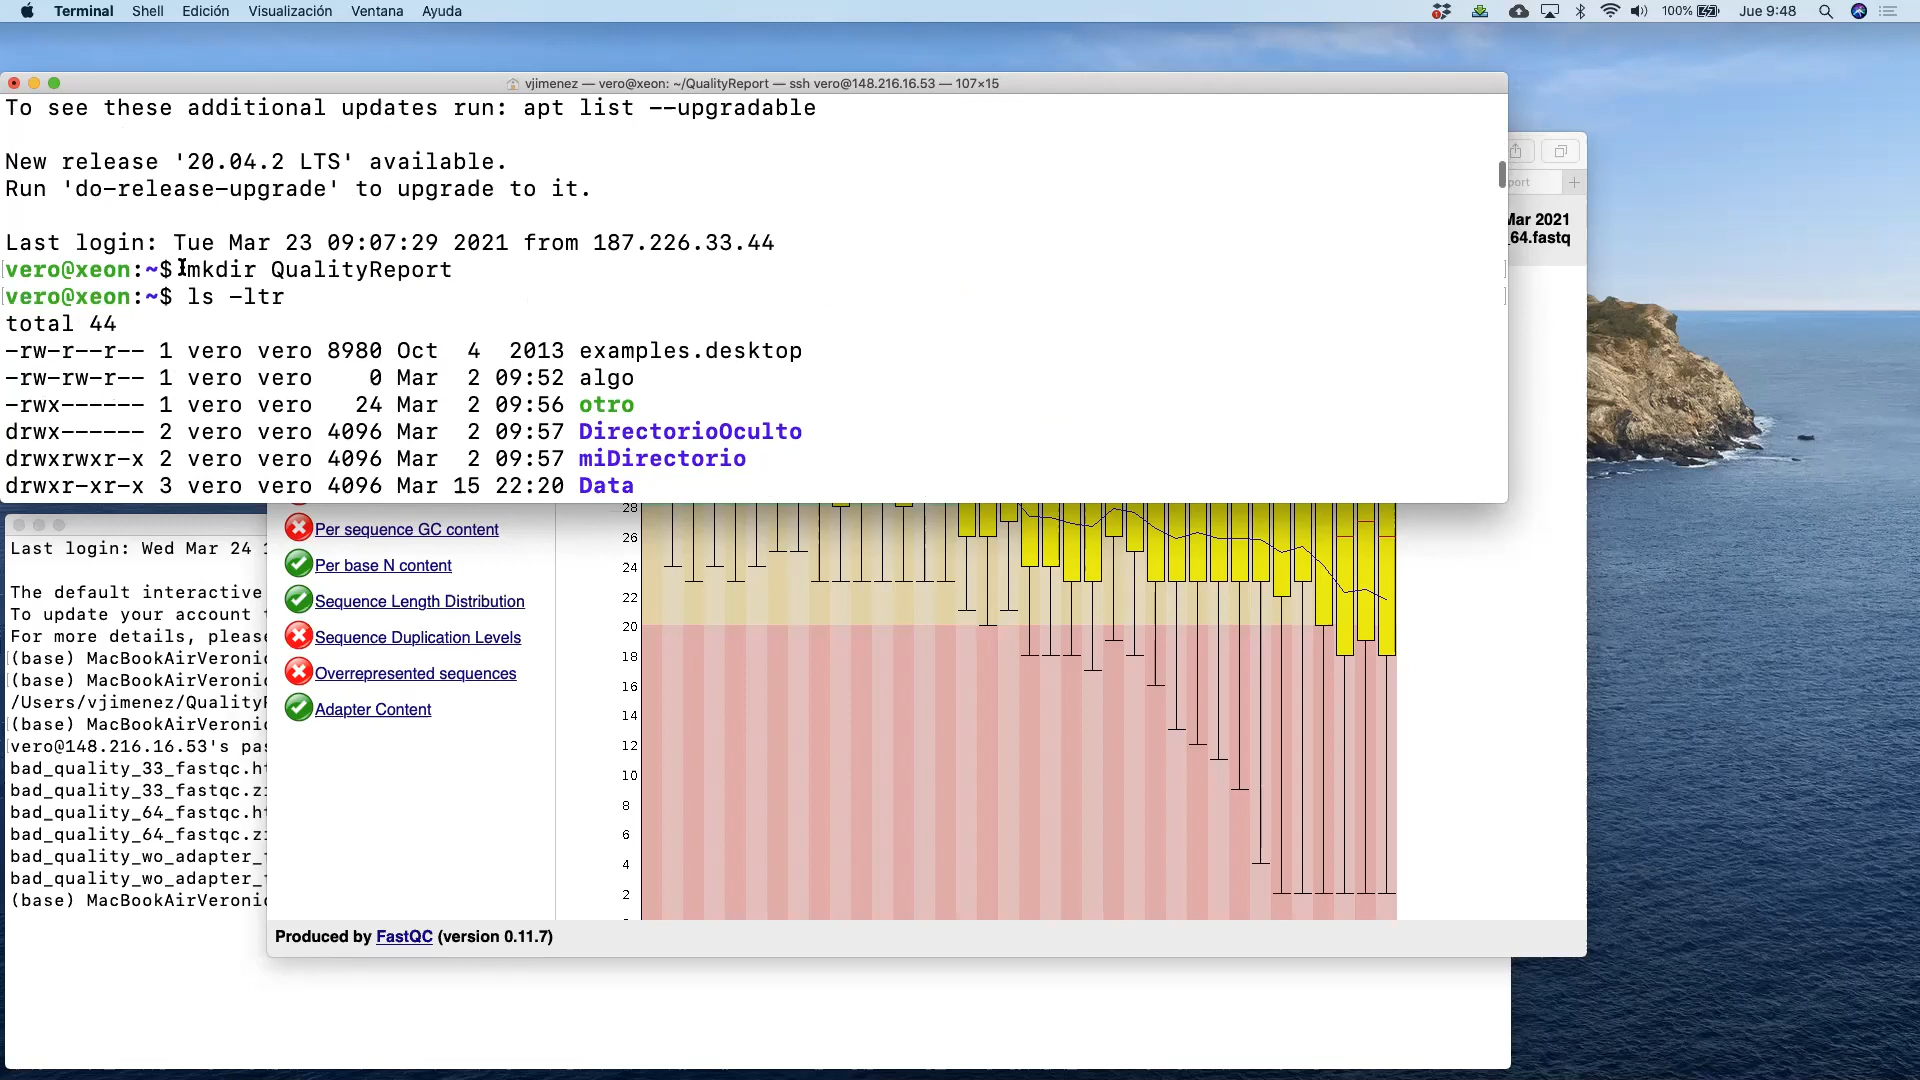 Terminal Shell Edición Visualización Ventana Ayuda 100% Jue 9:48
vjimenez — vero@xeon: ~/QualityReport — ssh vero@148.216.16.53 — 107×15
To see these additional updates run: apt list --upgradable
New release '20.04.2 LTS' available.
Run 'do-release-upgrade' to upgrade to it.
Last login: Tue Mar 23 09:07:29 2021 from 187.226.33.44
[vero@xeon:~$ mkdir QualityReport ]
[vero@xeon:~$ ls -ltr ]
total 44
-rw-r--r-- 1 vero vero 8980 Oct 4 2013 examples.desktop
-rw-rw-r-- 1 vero vero 0 Mar 2 09:52 algo
-rwx------ 1 vero vero 24 Mar 2 09:56 otro
drwx------ 2 vero vero 4096 Mar 2 09:57 DirectorioOculto
drwxrwxr-x 2 vero vero 4096 Mar 2 09:57 miDirectorio
drwxr-xr-x 3 vero vero 4096 Mar 15 22:20 Data
port
Mar 2021
_64.fastq
Per sequence GC content
Per base N content
Sequence Length Distribution
Sequence Duplication Levels
Overrepresented sequences
Adapter Content
28
26
24
22
20
18
16
14
12
10
8
6
4
2
Produced by FastQC (version 0.11.7)
Last login: Wed Mar 24 1
The default interactive
To update your account
For more details, please
[(base) MacBookAirVeronic
[(base) MacBookAirVeronic
/Users/vjimenez/Quality
[(base) MacBookAirVeronic
[vero@148.216.16.53's pas
bad_quality_33_fastqc.h
bad_quality_33_fastqc.z
bad_quality_64_fastqc.h
bad_quality_64_fastqc.z
bad_quality_wo_adapter_
bad_quality_wo_adapter_
(base) MacBookAirVeronic